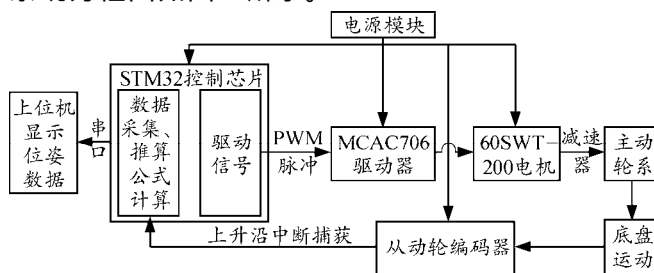 电源模块
STM32控制芯片
上位机
显示
位姿
数据
串
口
数据
采集、
推算
公式
计算
驱动
信号
PWM
脉冲
MCAC706
驱动器
60SWT-
200电机
减速
器
主动
轮系
上升沿中断捕获
从动轮编码器
底盘
运动